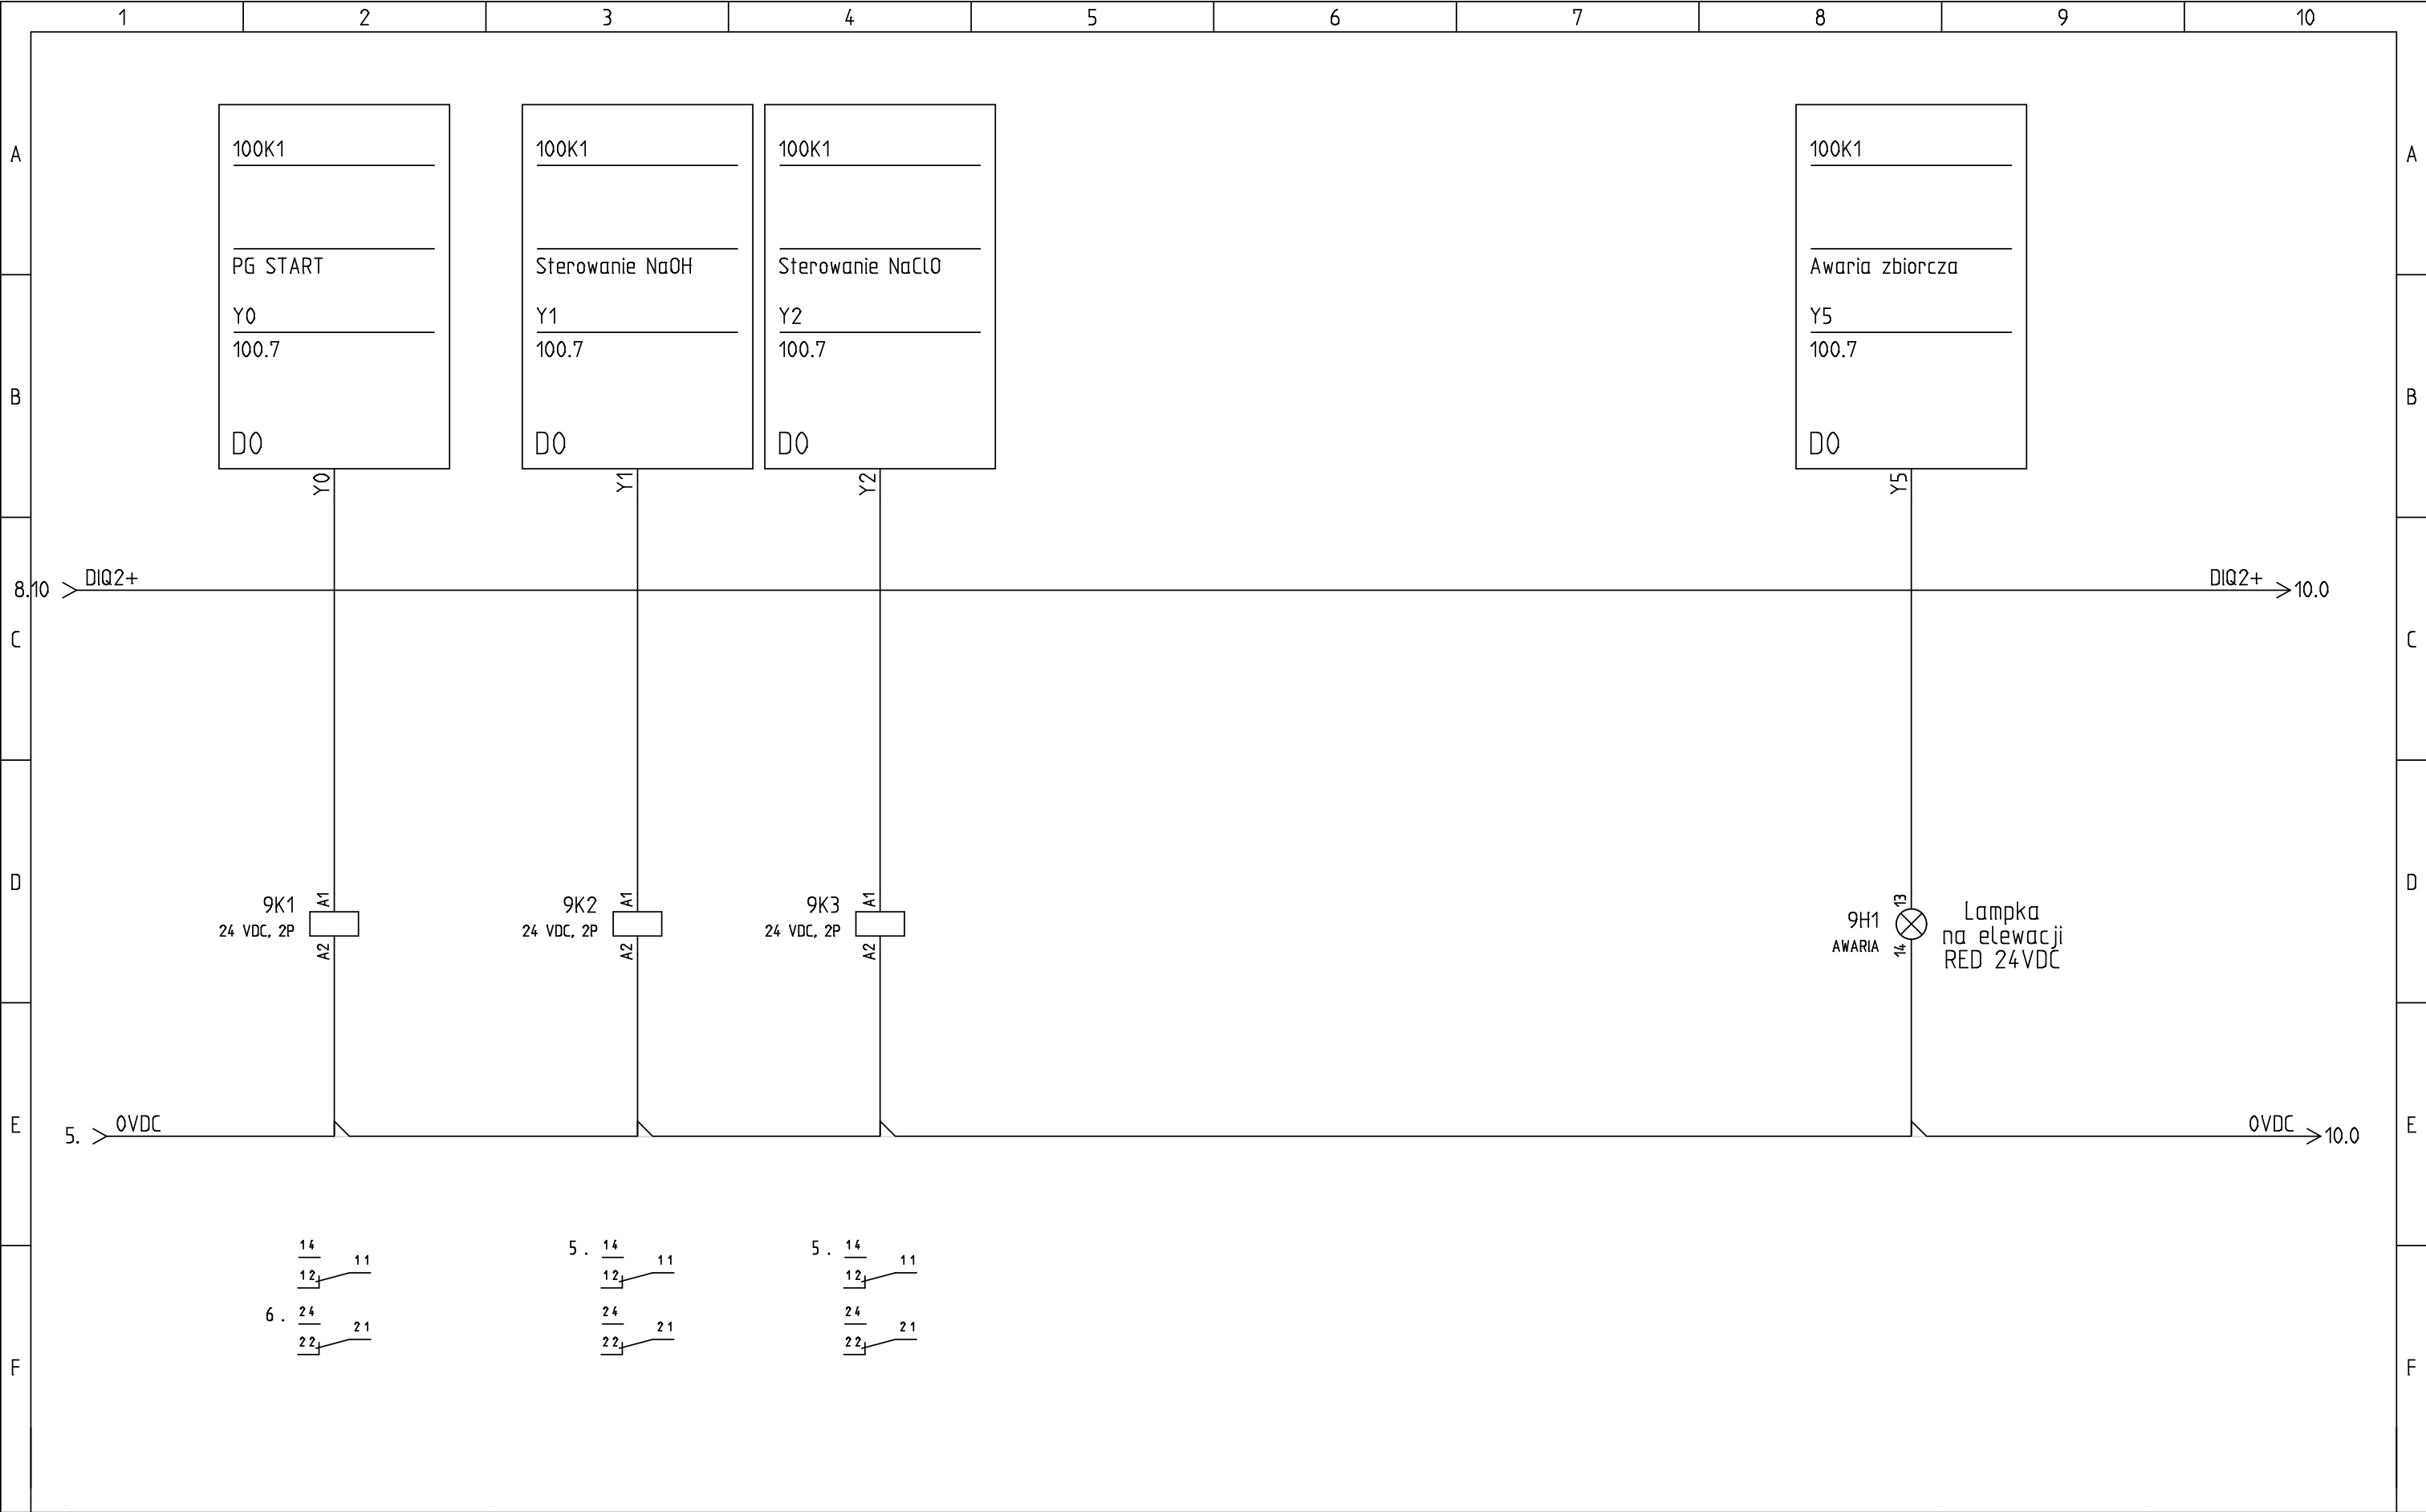 1 2 3 4 5 6 7 8 9 10
A A
100K1 100K1 100K1 100K1
PG START Sterowanie NaOH Sterowanie NaClO Awaria zbiorcza
Y0 Y1 Y2 Y5
100.7 100.7 100.7 100.7
B B
DO DO DO DO
Y0 Y1 Y2 Y5
DIQ2+ DIQ2+
8.10 10.0
C C
D D
9K1 A1 9K2 A1 9K3 A1 9H1 13 Lampka
24 VDC, 2P 24 VDC, 2P 24 VDC, 2P na elewacji
A2 A2 A2 AWARIA 14 RED 24VDC
E 0VDC 0VDC E
5. 10.0
14 5. 14 5. 14
11 11 11
12 12 12
6. 24 24 24
21 21 21
22 22 22
F F